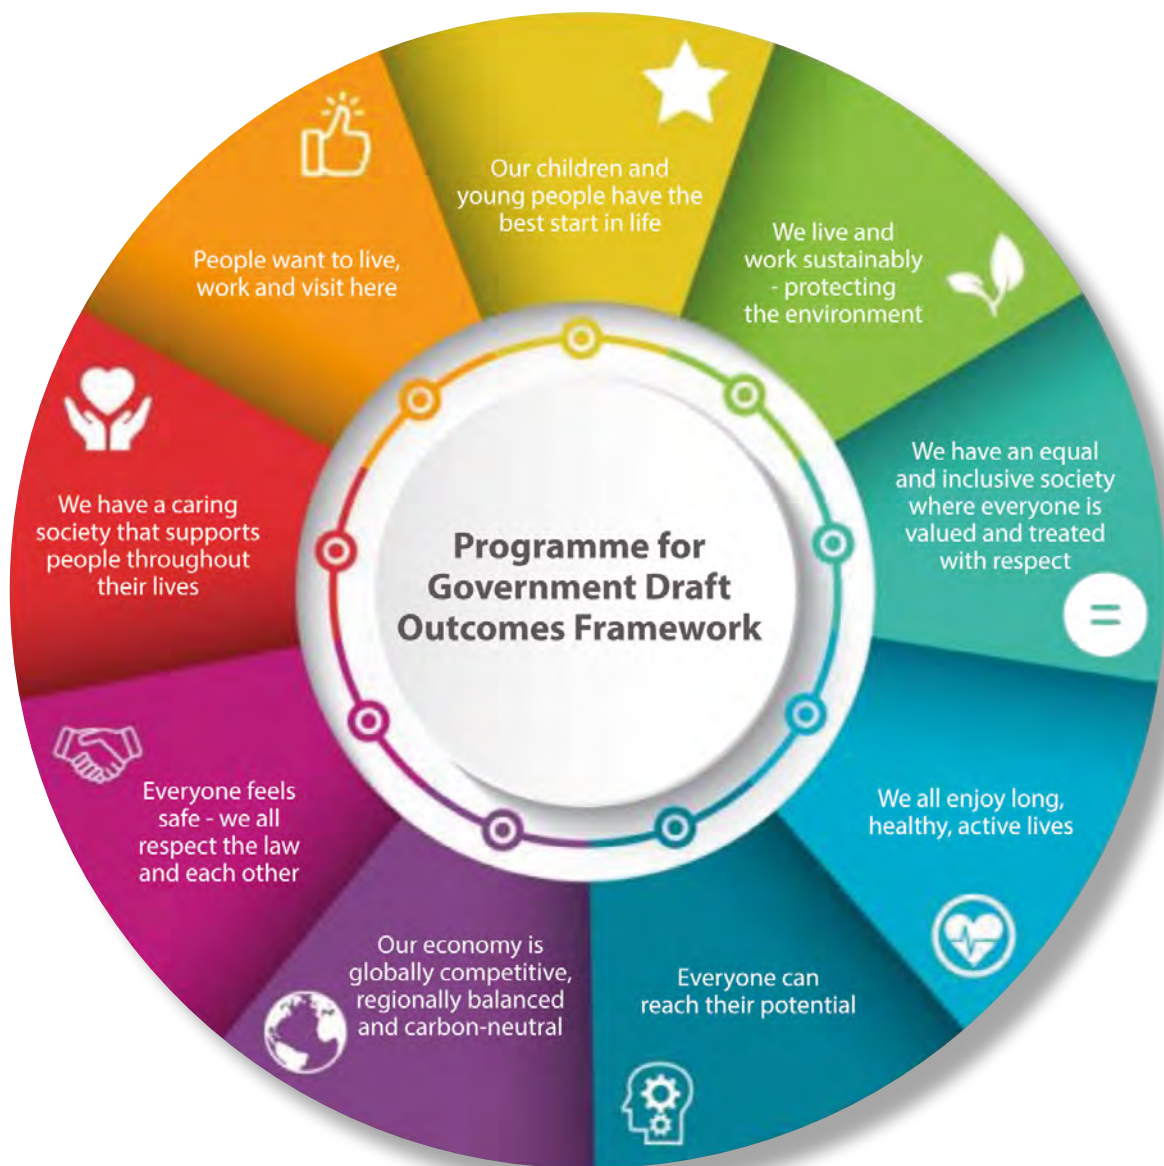 Our children and
young people have the
best start in life
We live and
work sustainably
- protecting
the environment
We have an equal
and inclusive society
where everyone is
valued and treated
with respect
=
We all enjoy long,
healthy, active lives
Everyone can
reach their potential
Our economy is
globally competitive,
regionally balanced
and carbon-neutral
Everyone feels
safe - we all
respect the law
and each other
We have a caring
society that supports
people throughout
their lives
People want to live,
work and visit here
Programme for
Government Draft
Outcomes Framework